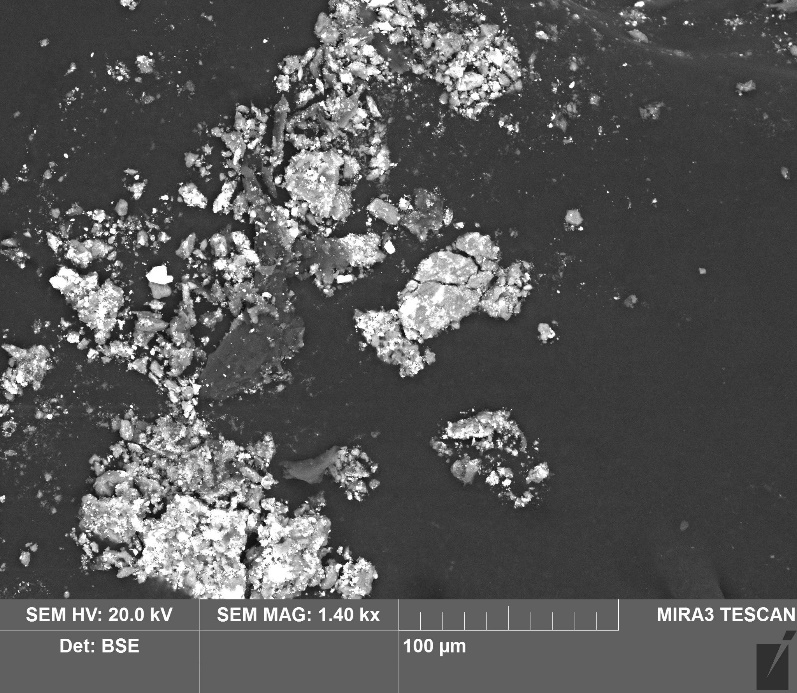 SEM HV: 20.0 kV
SEM MAG: 1.40 kx
MIRA3 TESCAN
Det: BSE
100 µm